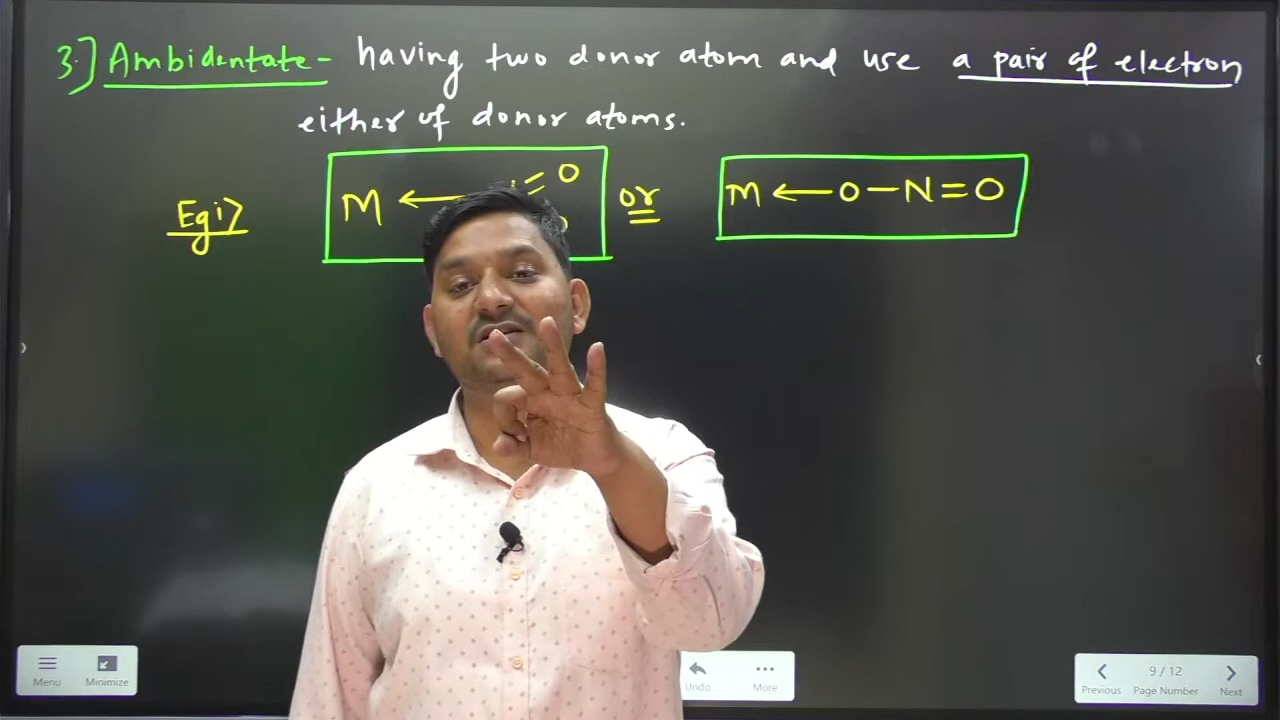 3.] Ambidentate- having two donor atom and use a pair of electron
either of donor atoms.
Eg:> M ← = O or M ← O – N = O
Menu Minimize Undo More Previous 9 / 12 Page Number Next